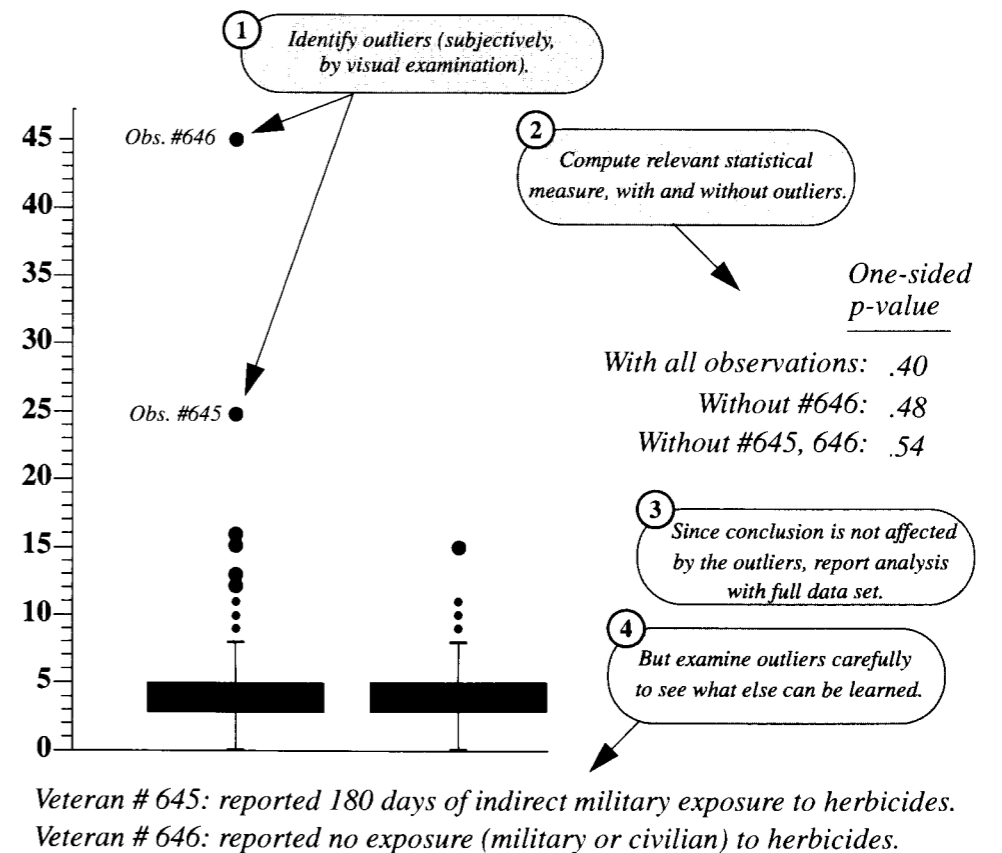 1
Identify outliers (subjectively,
by visual examination).
45
Obs. #646
2
Compute relevant statistical
measure, with and without outliers.
40
35
30
25
Obs. #645
20
15
10
5
0
One-sided
p-value
With all observations: .40
Without #646: .48
Without #645, 646: .54
3
Since conclusion is not affected
by the outliers, report analysis
with full data set.
4
But examine outliers carefully
to see what else can be learned.
Veteran # 645: reported 180 days of indirect military exposure to herbicides.
Veteran # 646: reported no exposure (military or civilian) to herbicides.